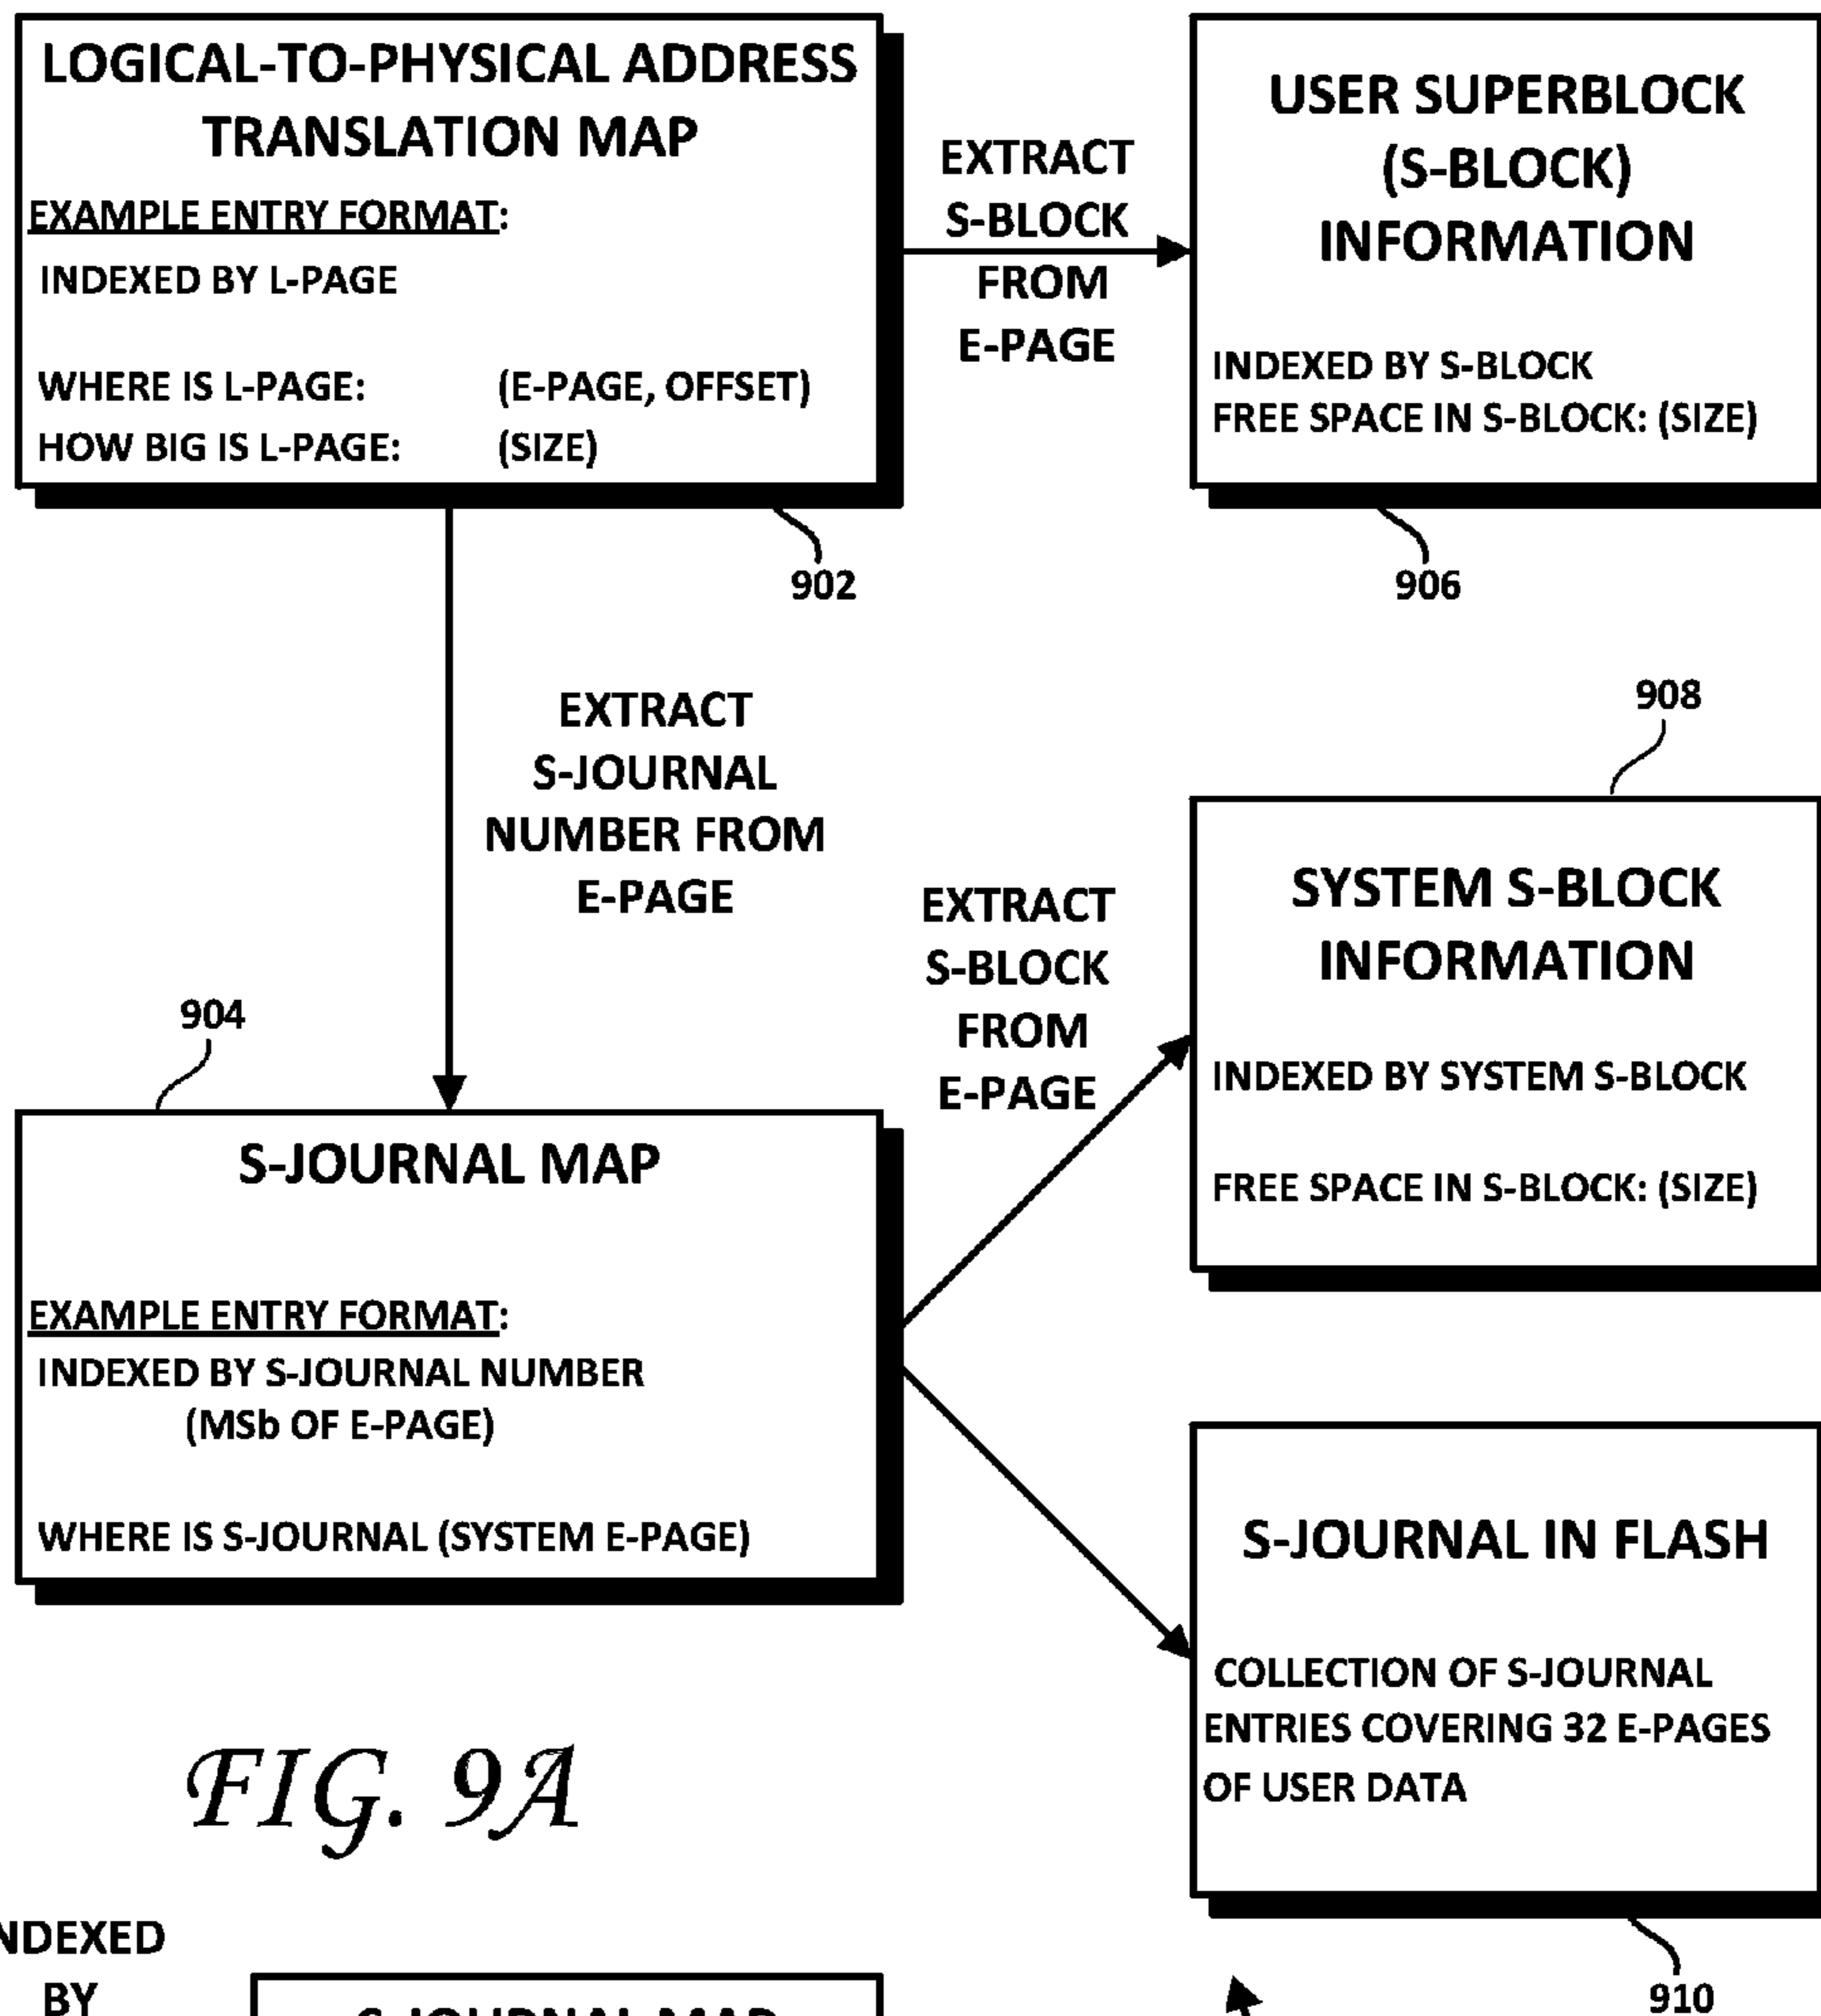 LOGICAL-TO-PHYSICAL ADDRESS
TRANSLATION MAP
EXAMPLE ENTRY FORMAT:
INDEXED BY L-PAGE
WHERE IS L-PAGE: (E-PAGE, OFFSET)
HOW BIG IS L-PAGE: (SIZE)
902
EXTRACT
S-BLOCK
FROM
E-PAGE
USER SUPERBLOCK
(S-BLOCK)
INFORMATION
INDEXED BY S-BLOCK
FREE SPACE IN S-BLOCK: (SIZE)
906
EXTRACT
S-JOURNAL
NUMBER FROM
E-PAGE
904
S-JOURNAL MAP
EXAMPLE ENTRY FORMAT:
INDEXED BY S-JOURNAL NUMBER
(MSb OF E-PAGE)
WHERE IS S-JOURNAL (SYSTEM E-PAGE)
EXTRACT
S-BLOCK
FROM
E-PAGE
908
SYSTEM S-BLOCK
INFORMATION
INDEXED BY SYSTEM S-BLOCK
FREE SPACE IN S-BLOCK: (SIZE)
S-JOURNAL IN FLASH
COLLECTION OF S-JOURNAL
ENTRIES COVERING 32 E-PAGES
OF USER DATA
910
FIG. 9A
NDEXED
BY
S-JOURNAL MAP